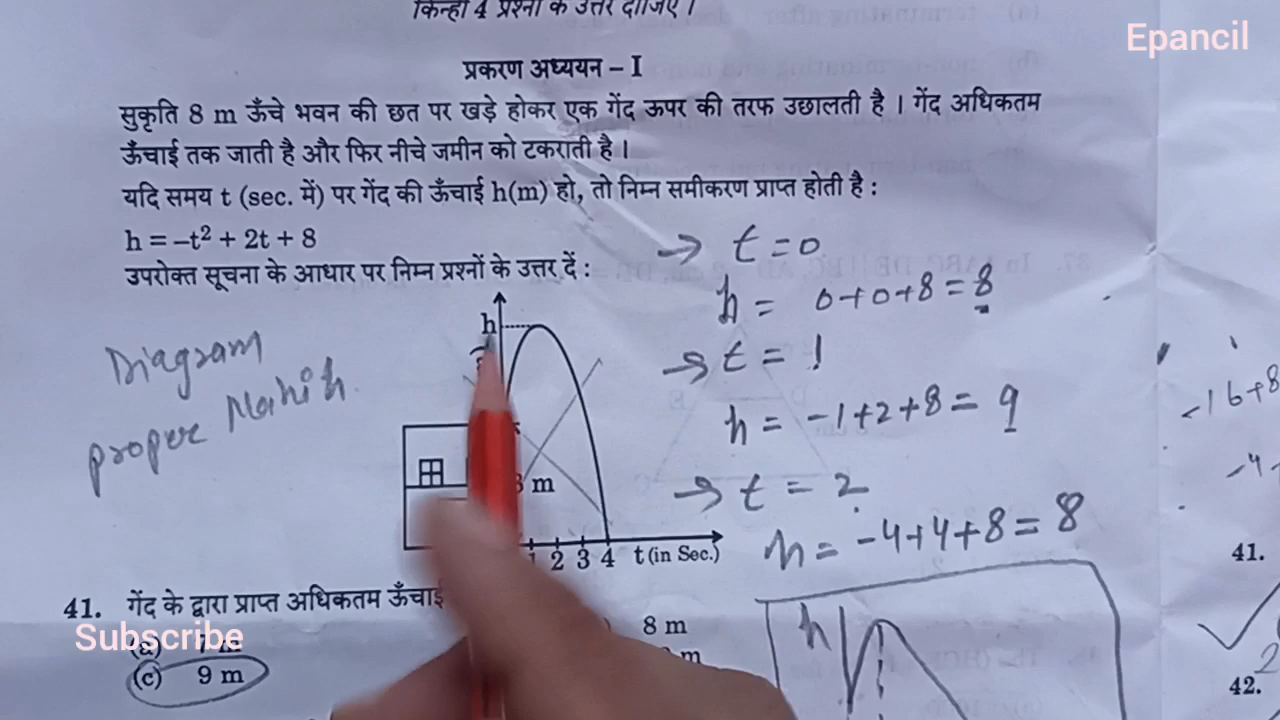 किन्हीं 4 प्रश्नों के उत्तर दीजिए ।
Epancil
प्रकरण अध्ययन – I
सुकृति 8 m ऊँचे भवन की छत पर खड़े होकर एक गेंद ऊपर की तरफ उछालती है । गेंद अधिकतम
ऊँचाई तक जाती है और फिर नीचे जमीन को टकराती है ।
यदि समय t (sec. में) पर गेंद की ऊँचाई h(m) हो, तो निम्न समीकरण प्राप्त होती है :
h = –t² + 2t + 8
उपरोक्त सूचना के आधार पर निम्न प्रश्नों के उत्तर दें :
→ t = 0
h = 0+0+8 = 8
→ t = 1
h = -1+2+8 = 9
→ t = 2
h = -4+4+8 = 8
Diagram
proper Nahi h.
h
m
1 2 3 4 t (in Sec.)
h
-16+8
-4
41. गेंद के द्वारा प्राप्त अधिकतम ऊँचाई
8 m
Subscribe
(c) 9 m
m
41.
42.